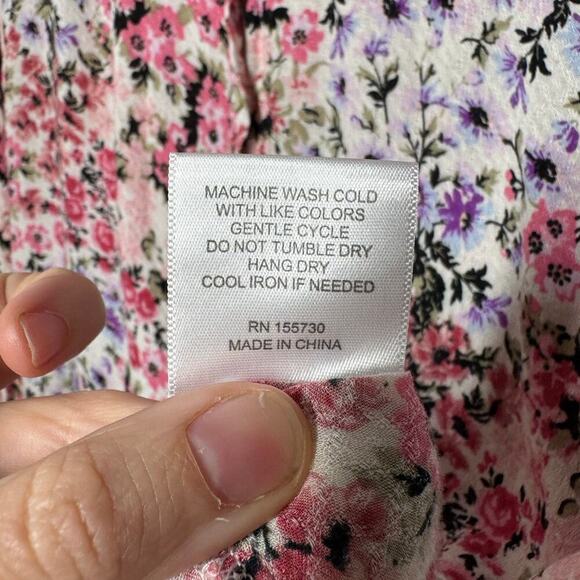 MACHINE WASH COLD
WITH LIKE COLORS
GENTLE CYCLE
DO NOT TUMBLE DRY
HANG DRY
COOL IRON IF NEEDED
RN 155730
MADE IN CHINA